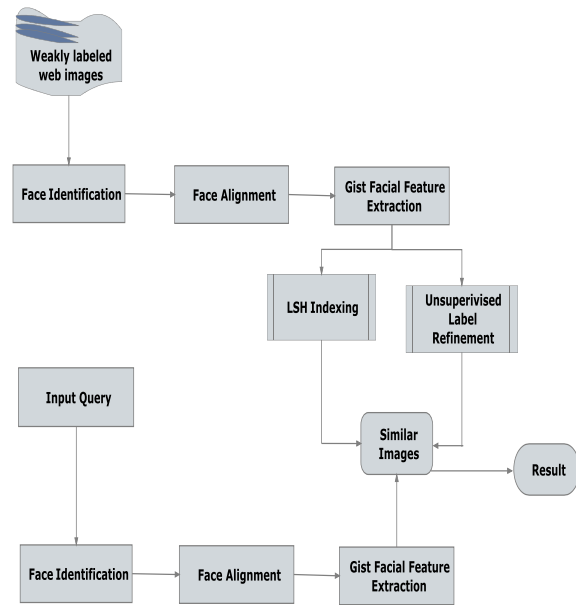 Weakly labeled
web images
Face Identification
Face Alignment
Gist Facial Feature
Extraction
LSH Indexing
Unsuperivised
Label
Refinement
Input Query
Similar
Images
Result
Face Identification
Face Alignment
Gist Facial Feature
Extraction